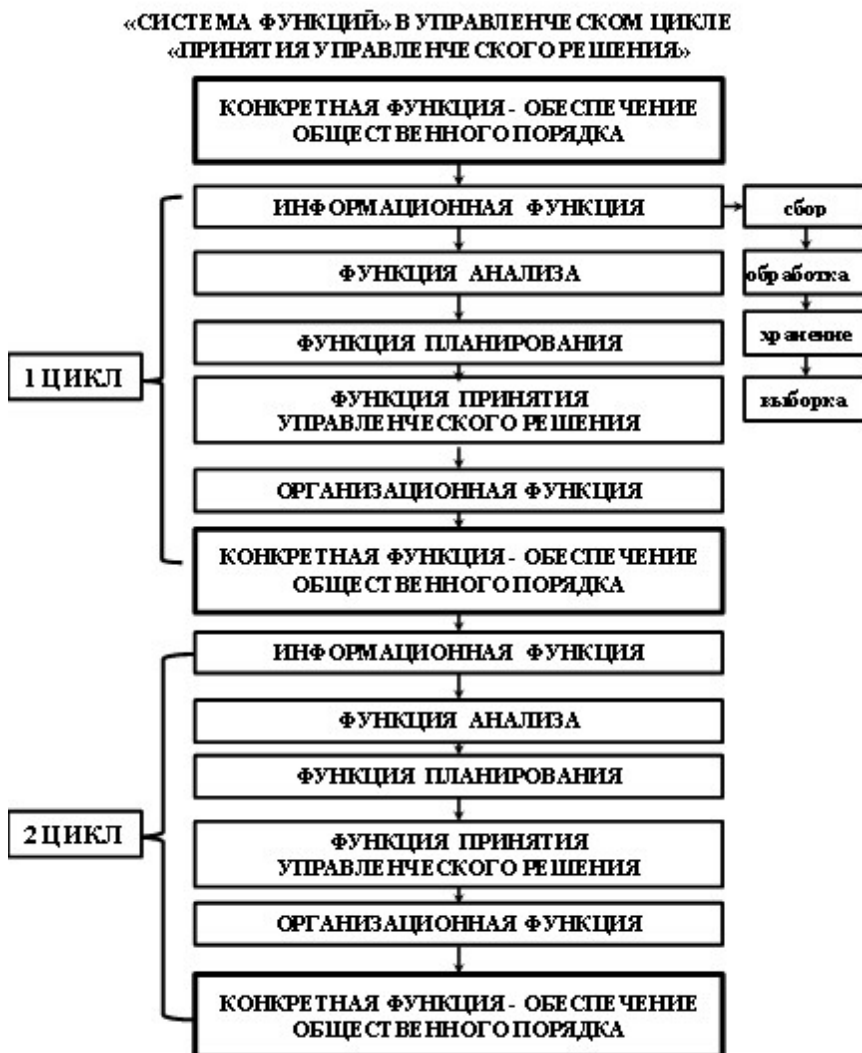 «СИСТЕМА ФУНКЦИЙ» В УПРАВЛЕНЧЕСКОМ ЦИКЛЕ
«ПРИНЯТИЯ УПРАВЛЕНЧЕСКОГО РЕШЕНИЯ»
КОНКРЕТНАЯ ФУНКЦИЯ - ОБЕСПЕЧЕНИЕ
ОБЩЕСТВЕННОГО ПОРЯДКА
ИНФОРМАЦИОННАЯ ФУНКЦИЯ
сбор
ФУНКЦИЯ АНАЛИЗА
обработка
ФУНКЦИЯ ПЛАНИРОВАНИЯ
хранение
1 ЦИКЛ
ФУНКЦИЯ ПРИНЯТИЯ
УПРАВЛЕНЧЕСКОГО РЕШЕНИЯ
выборка
ОРГАНИЗАЦИОННАЯ ФУНКЦИЯ
КОНКРЕТНАЯ ФУНКЦИЯ - ОБЕСПЕЧЕНИЕ
ОБЩЕСТВЕННОГО ПОРЯДКА
ИНФОРМАЦИОННАЯ ФУНКЦИЯ
ФУНКЦИЯ АНАЛИЗА
ФУНКЦИЯ ПЛАНИРОВАНИЯ
2 ЦИКЛ
ФУНКЦИЯ ПРИНЯТИЯ
УПРАВЛЕНЧЕСКОГО РЕШЕНИЯ
ОРГАНИЗАЦИОННАЯ ФУНКЦИЯ
КОНКРЕТНАЯ ФУНКЦИЯ - ОБЕСПЕЧЕНИЕ
ОБЩЕСТВЕННОГО ПОРЯДКА